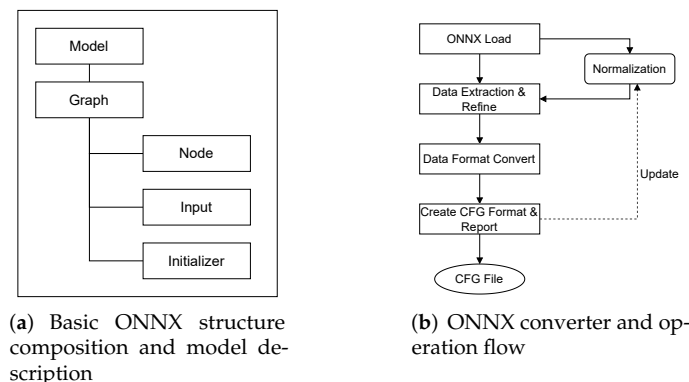 Model
Graph
Node
Input
Initializer
(a) Basic ONNX structure
composition and model de-
scription
ONNX Load
Normalization
Data Extraction &
Refine
Data Format Convert
Update
Create CFG Format &
Report
CFG File
(b) ONNX converter and op-
eration flow